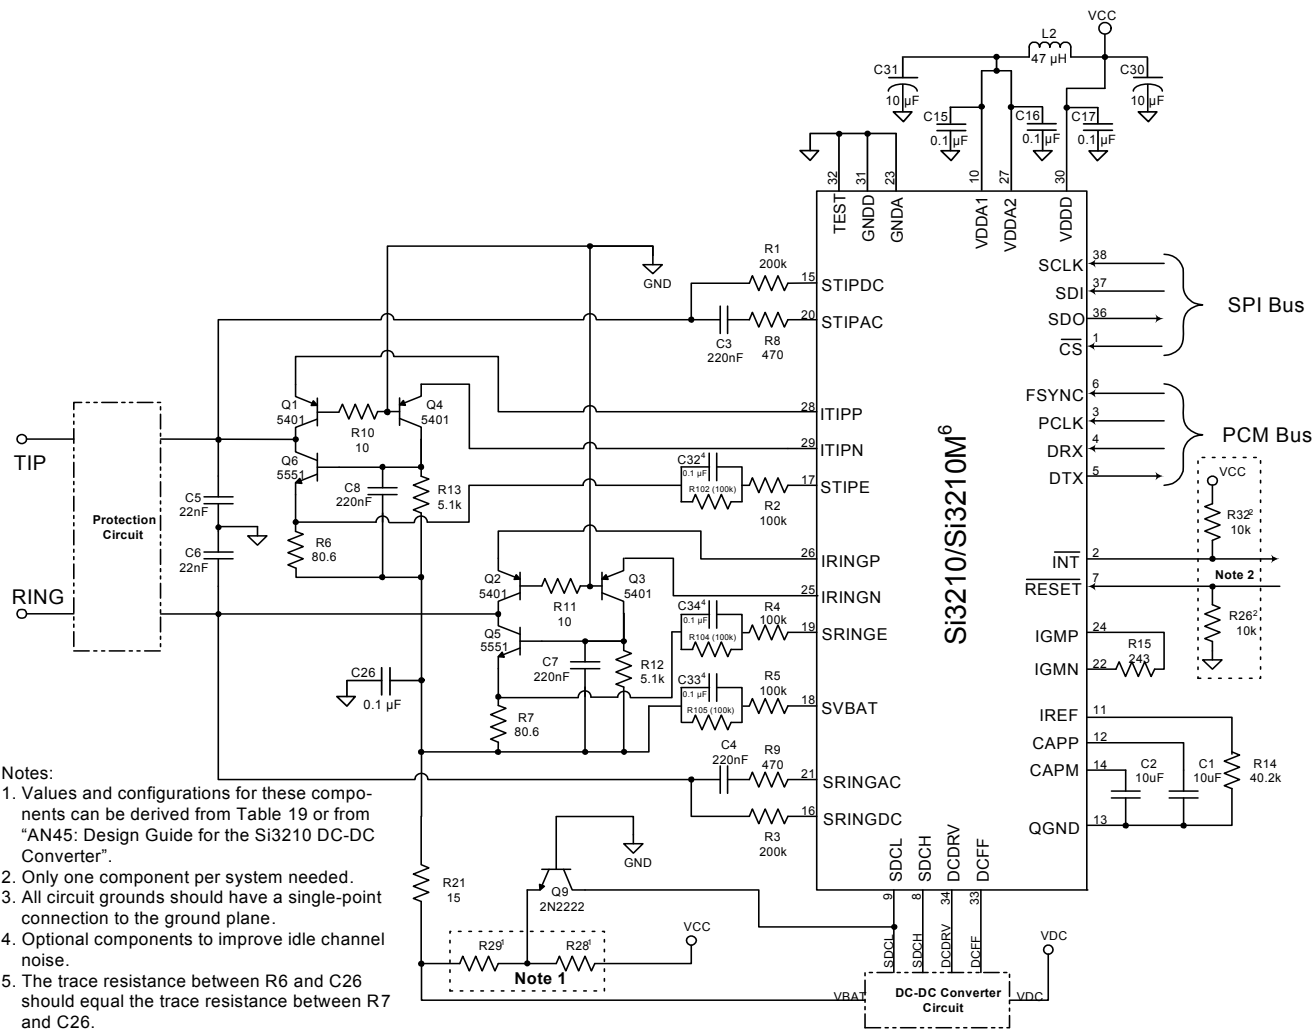 VCC
L2
47 µH
C31
10 µF
C30
10 µF
C15
0.1 µF
C16
0.1 µF
C17
0.1 µF
32
31
23
10
27
30
TEST
GNDD
GNDA
VDDA1
VDDA2
VDDD
GND
R1
200k
15
STIPDC
20
STIPAC
C3
220nF
R8
470
SCLK
38
SDI
37
SDO
36
CS
1
SPI Bus
FSYNC
6
PCLK
3
DRX
4
DTX
5
PCM Bus
Q1
5401
R10
10
Q4
5401
28
ITIPP
29
ITIPN
Q6
5551
C8
220nF
R13
5.1k
C32⁴
0.1 µF
R102 (100k)
R2
100k
17
STIPE
TIP
Protection
Circuit
C5
22nF
C6
22nF
R6
80.6
RING
Si3210/Si3210M⁶
VCC
R32²
10k
INT
2
Note 2
RESET
7
R26²
10k
26
IRINGP
Q2
5401
R11
10
Q3
5401
25
IRINGN
C34⁴
0.1 µF
R104 (100k)
R4
100k
19
SRINGE
Q5
5551
C7
220nF
R12
5.1k
IGMP
24
R15
243
IGMN
22
C26
0.1 µF
C33⁴
0.1 µF
R105 (100k)
R5
100k
18
SVBAT
R7
80.6
IREF
11
CAPP
12
CAPM
14
C2
10uF
C1
10uF
R14
40.2k
QGND
13
C4
220nF
R9
470
21
SRINGAC
16
SRINGDC
R3
200k
SDCL
SDCH
DCDRV
DCFF
9
8
34
33
GND
Q9
2N2222
R21
15
R29¹
R28¹
Note 1
VCC
SDCL
SDCH
DCDRV
DCFF
VDC
VBAT
DC-DC Converter
Circuit
VDC
Notes:
1. Values and configurations for these compo-
nents can be derived from Table 19 or from
“AN45: Design Guide for the Si3210 DC-DC
Converter”.
2. Only one component per system needed.
3. All circuit grounds should have a single-point
connection to the ground plane.
4. Optional components to improve idle channel
noise.
5. The trace resistance between R6 and C26
should equal the trace resistance between R7
and C26.